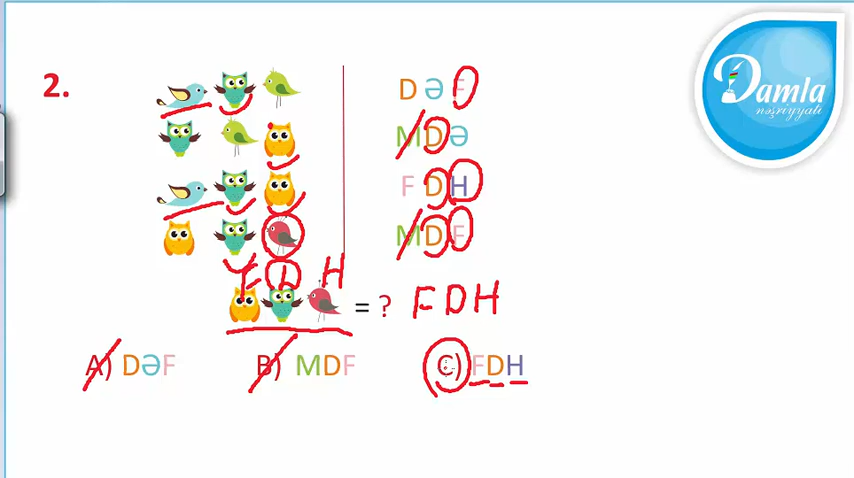 2.
Damla
nəşriyyatı
D Ə F
M D Ə
F D H
M D F
F D H
= ? F D H
A) DƏF B) MDF C) FDH